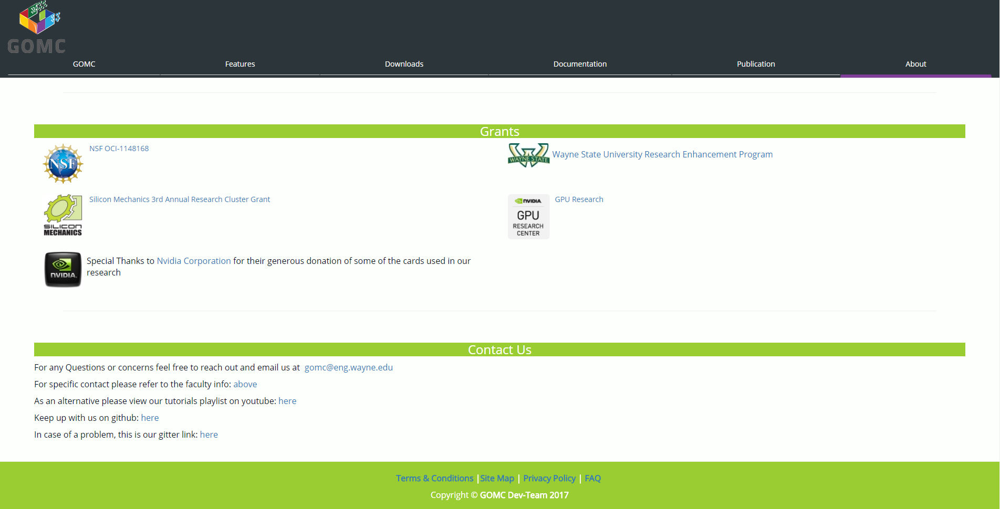 GOMC
GOMC
Features
Downloads
Documentation
Publication
About
Grants
NSF
NSF OCI-1148168
WAYNE STATE
Wayne State University Research Enhancement Program
SILICON
MECHANICS
Silicon Mechanics 3rd Annual Research Cluster Grant
NVIDIA.
GPU
RESEARCH
CENTER
GPU Research
NVIDIA.
Special Thanks to Nvidia Corporation for their generous donation of some of the cards used in our
research
Contact Us
For any Questions or concerns feel free to reach out and email us at gomc@eng.wayne.edu
For specific contact please refer to the faculty info: above
As an alternative please view our tutorials playlist on youtube: here
Keep up with us on github: here
In case of a problem, this is our gitter link: here
Terms & Conditions |Site Map | Privacy Policy | FAQ
Copyright © GOMC Dev-Team 2017